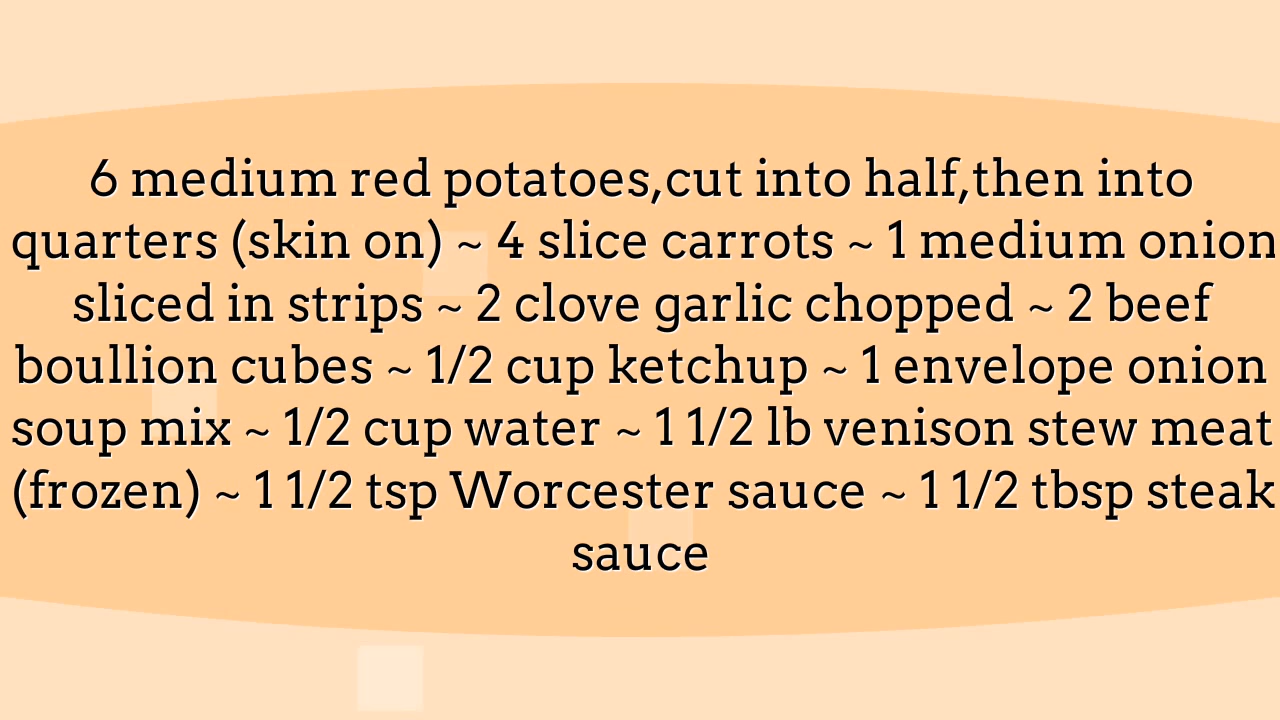 6 medium red potatoes,cut into half,then into
quarters (skin on) ~ 4 slice carrots ~ 1 medium onion
sliced in strips ~ 2 clove garlic chopped ~ 2 beef
boullion cubes ~ 1/2 cup ketchup ~ 1 envelope onion
soup mix ~ 1/2 cup water ~ 1 1/2 lb venison stew meat
(frozen) ~ 1 1/2 tsp Worcester sauce ~ 1 1/2 tbsp steak
sauce